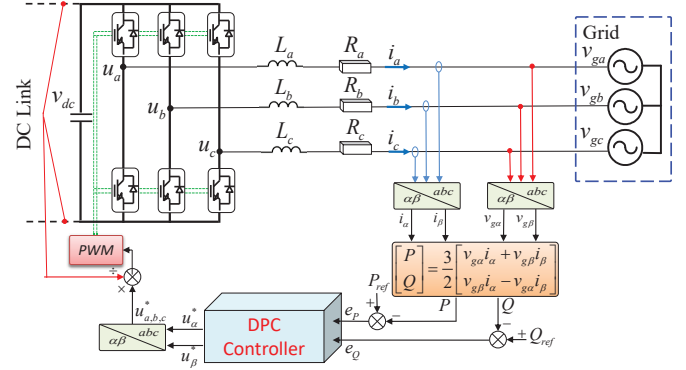 DC Link
v_dc
u_a
u_b
u_c
L_a
R_a
i_a
L_b
R_b
i_b
L_c
R_c
i_c
Grid
v_ga
v_gb
v_gc
abc
αβ
abc
αβ
i_α
i_β
v_gα
v_gβ
PWM
÷
×
[P Q] = 3/2 [v_gα i_α + v_gβ i_β
v_gβ i_α − v_gα i_β]
P_ref
+
−
P
Q
−
+
Q_ref
e_P
e_Q
DPC
Controller
u*_α
u*_β
u*_a,b,c
abc
αβ